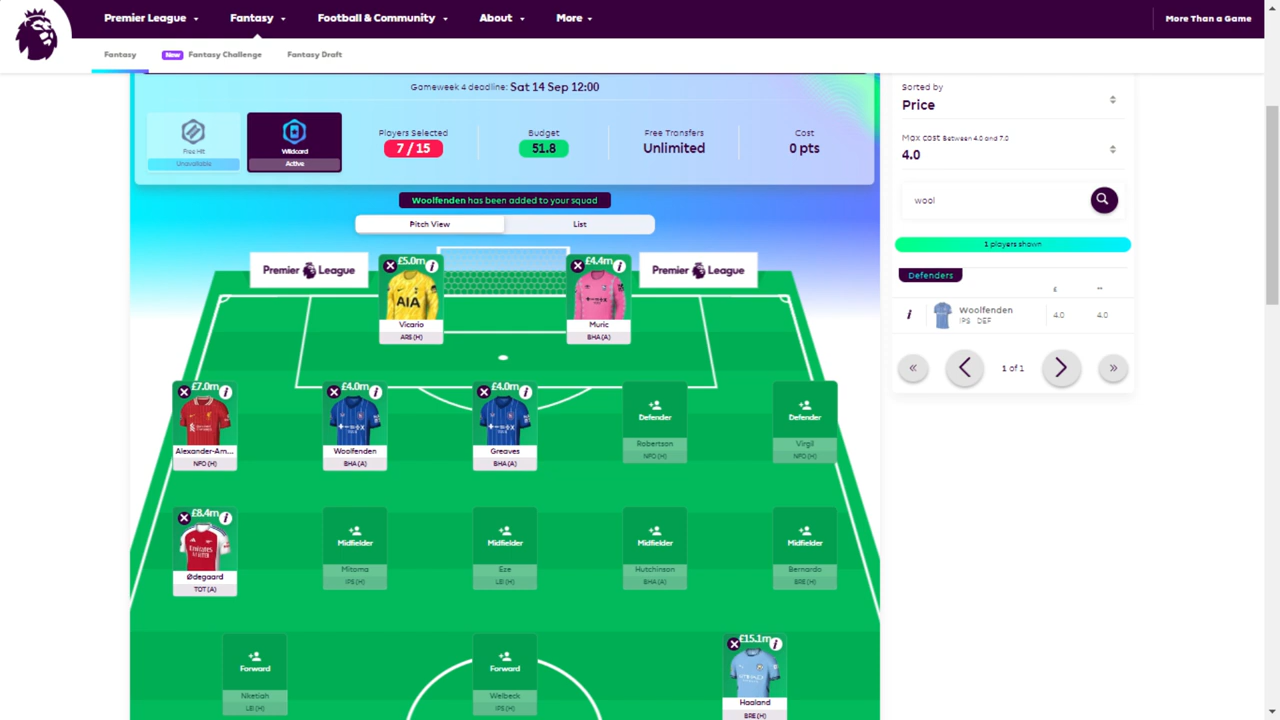 Premier League
Fantasy
Football & Community
About
More
More Than a Game
Fantasy
New
Fantasy Challenge
Fantasy Draft
Gameweek 4 deadline: Sat 14 Sep 12:00
Free Hit
Unavailable
Wildcard
Active
Players Selected
7 / 15
Budget
51.8
Free Transfers
Unlimited
Cost
0 pts
Woolfenden has been added to your squad
Pitch View
List
Premier League
Premier League
£5.0m
AIA
Vicario
ARS (H)
£4.4m
Muric
BHA (A)
£7.0m
Alexander-Arn...
NFO (H)
£4.0m
Woolfenden
BHA (A)
£4.0m
Greaves
BHA (A)
Defender
Robertson
NFO (H)
Defender
Virgil
NFO (H)
£8.4m
Ødegaard
TOT (A)
Midfielder
Mitoma
IPS (H)
Midfielder
Eze
LEI (H)
Midfielder
Hutchinson
BHA (A)
Midfielder
Bernardo
BRE (H)
Forward
Nketiah
LEI (H)
Forward
Welbeck
IPS (H)
£15.1m
Haaland
BRE (H)
Sorted by
Price
Max cost Between 4.0 and 7.0
4.0
wool
1 players shown
Defenders
£
**
Woolfenden
IPS DEF
4.0
4.0
1 of 1